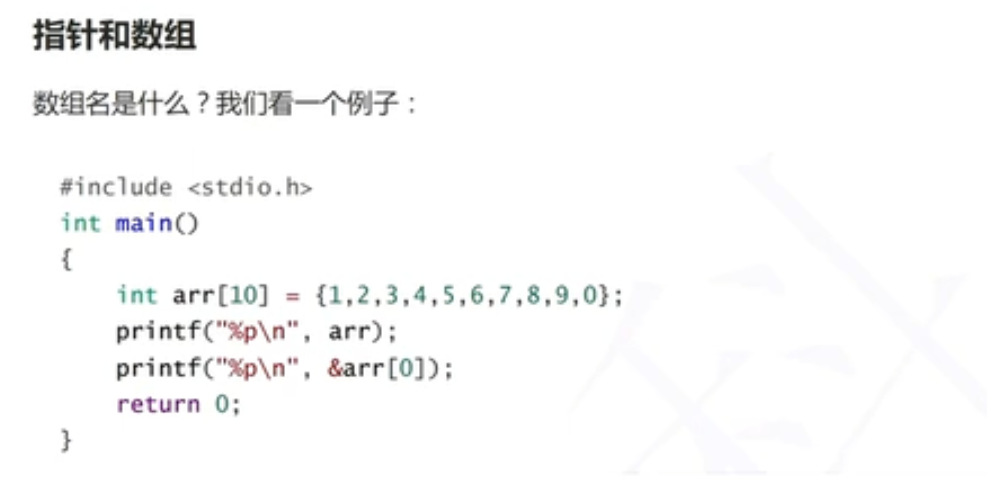 指针和数组
数组名是什么？我们看一个例子：
#include <stdio.h>
int main()
{
    int arr[10] = {1,2,3,4,5,6,7,8,9,0};
    printf("%p\n", arr);
    printf("%p\n", &arr[0]);
    return 0;
}